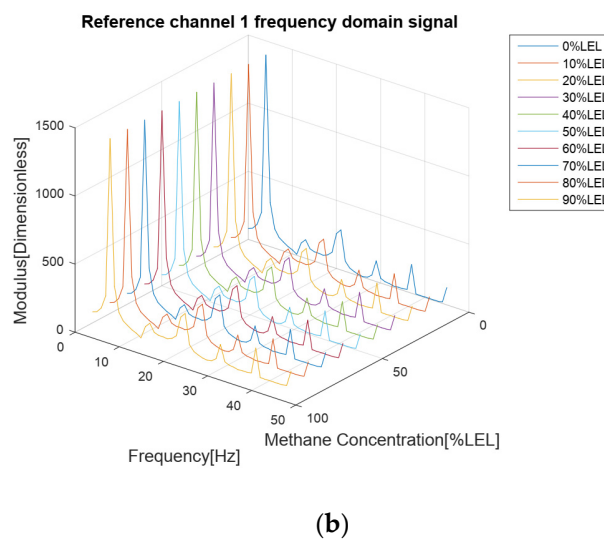 Reference channel 1 frequency domain signal
0%LEL
10%LEL
20%LEL
30%LEL
40%LEL
50%LEL
60%LEL
70%LEL
80%LEL
90%LEL
Modulus[Dimensionless]
1500
1000
500
0
0
10
20
30
40
50
Frequency[Hz]
0
50
100
Methane Concentration[%LEL]
(b)